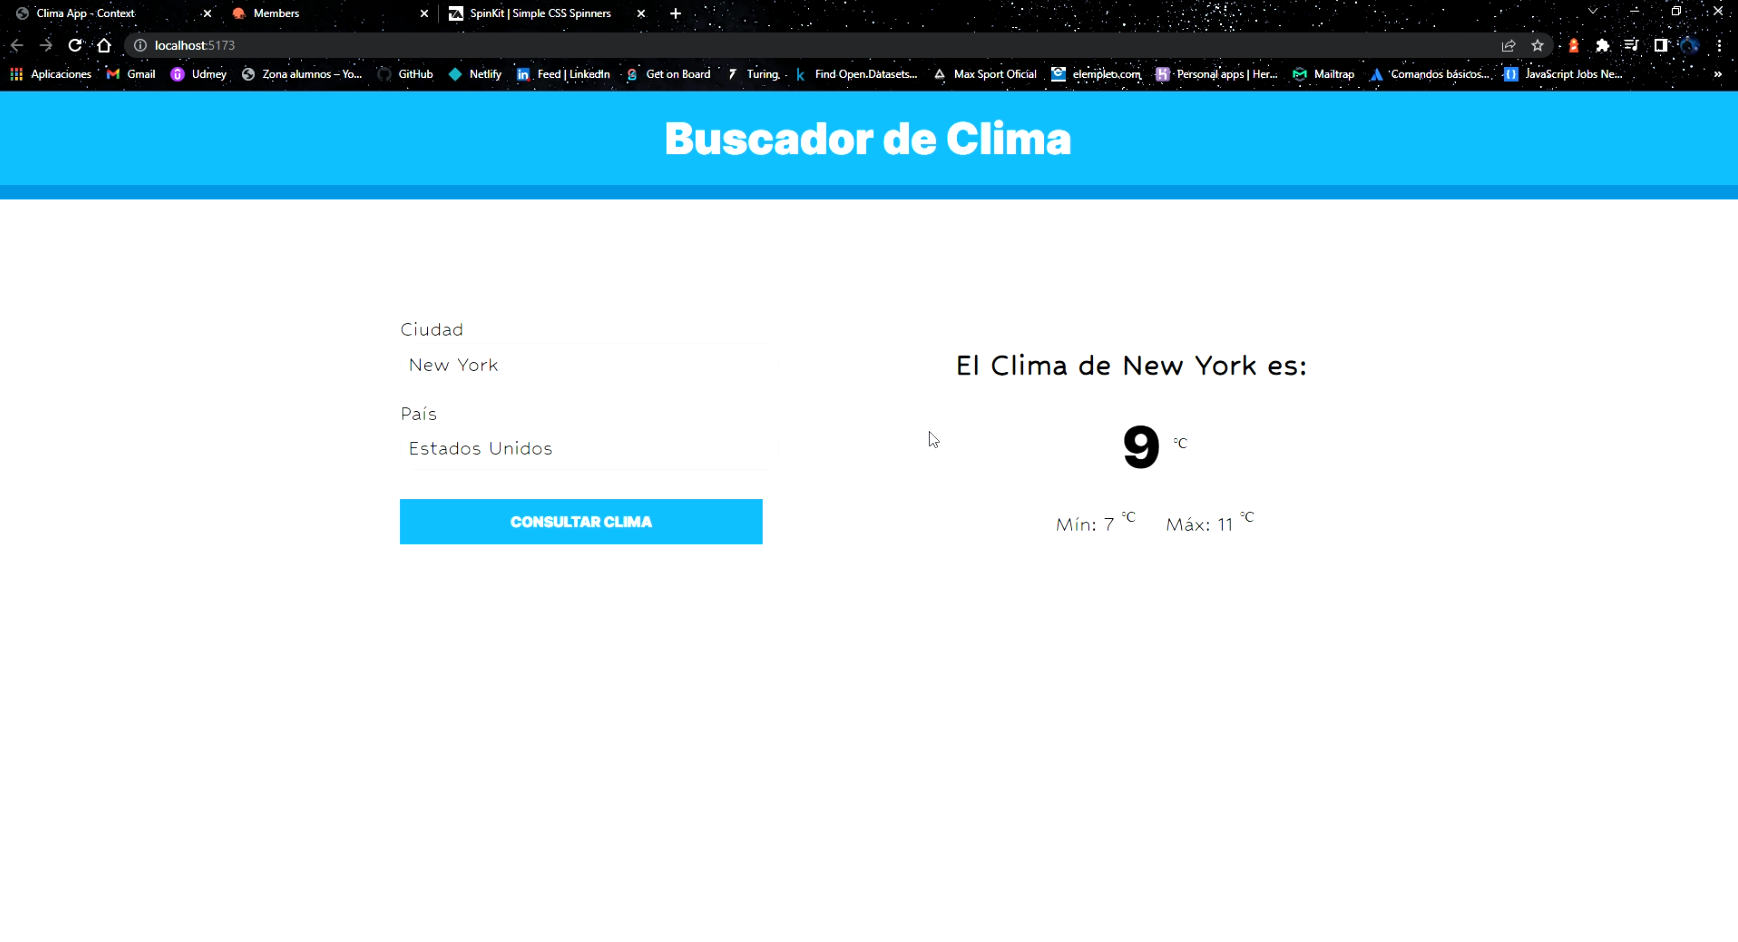 Clima App - Context
Members
SpinKit | Simple CSS Spinners
localhost:5173
Aplicaciones
Gmail
Udmey
Zona alumnos – Yo...
GitHub
Netlify
Feed | LinkedIn
Get on Board
Turing
Find Open Datasets...
Max Sport Oficial
elempleo.com
Personal apps | Her...
Mailtrap
Comandos básicos...
JavaScript Jobs Ne...
»
Buscador de Clima
Ciudad
New York
País
Estados Unidos
CONSULTAR CLIMA
El Clima de New York es:
9 °C
Mín: 7 °C Máx: 11 °C